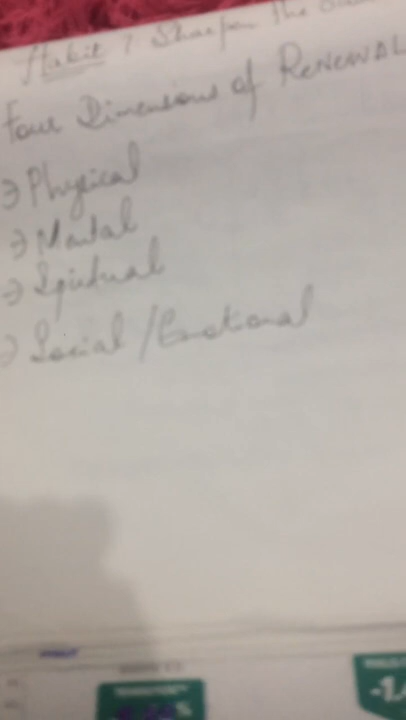 Habit 7 Sharpen The
Four Dimensions of RENEWAL
→ Physical
→ Mental
→ Spiritual
→ Social / Emotional